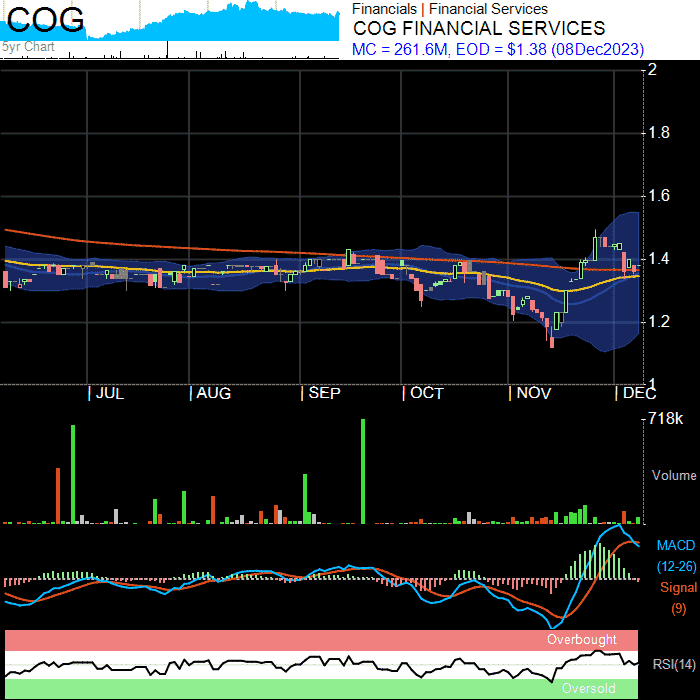 COG
5yr Chart
Financials | Financial Services
COG FINANCIAL SERVICES
MC = 261.6M, EOD = $1.38 (08Dec2023)
2
1.8
1.6
1.4
1.2
1
JUL AUG SEP OCT NOV DEC
718k
Volume
MACD
(12-26)
Signal
(9)
Overbought
RSI(14)
Oversold